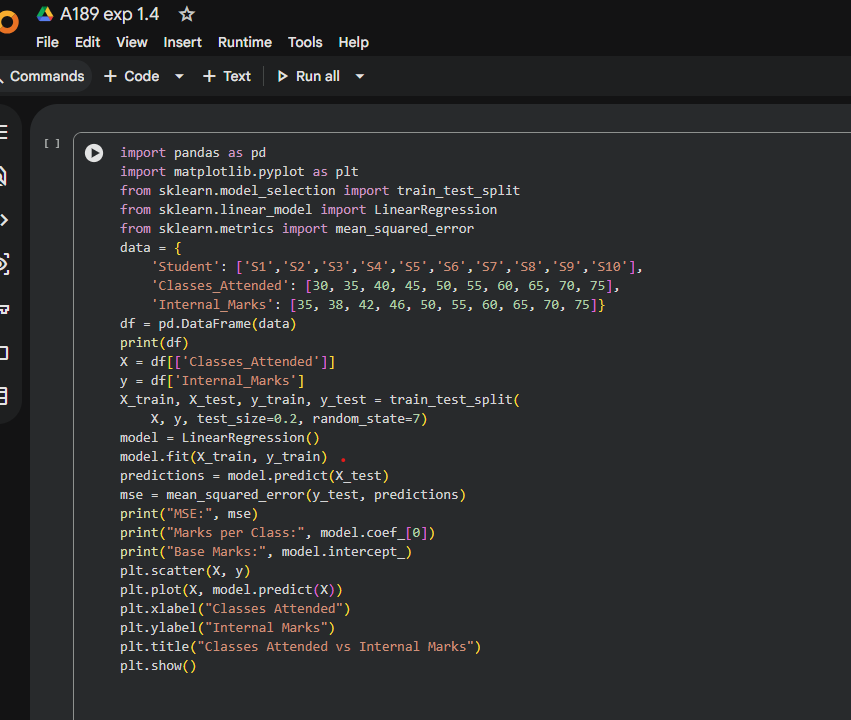 A189 exp 1.4
File Edit View Insert Runtime Tools Help
Commands + Code + Text Run all
[ ]
import pandas as pd
import matplotlib.pyplot as plt
from sklearn.model_selection import train_test_split
from sklearn.linear_model import LinearRegression
from sklearn.metrics import mean_squared_error
data = {
    'Student': ['S1','S2','S3','S4','S5','S6','S7','S8','S9','S10'],
    'Classes_Attended': [30, 35, 40, 45, 50, 55, 60, 65, 70, 75],
    'Internal_Marks': [35, 38, 42, 46, 50, 55, 60, 65, 70, 75]}
df = pd.DataFrame(data)
print(df)
X = df[['Classes_Attended']]
y = df['Internal_Marks']
X_train, X_test, y_train, y_test = train_test_split(
    X, y, test_size=0.2, random_state=7)
model = LinearRegression()
model.fit(X_train, y_train)
predictions = model.predict(X_test)
mse = mean_squared_error(y_test, predictions)
print("MSE:", mse)
print("Marks per Class:", model.coef_[0])
print("Base Marks:", model.intercept_)
plt.scatter(X, y)
plt.plot(X, model.predict(X))
plt.xlabel("Classes Attended")
plt.ylabel("Internal Marks")
plt.title("Classes Attended vs Internal Marks")
plt.show()